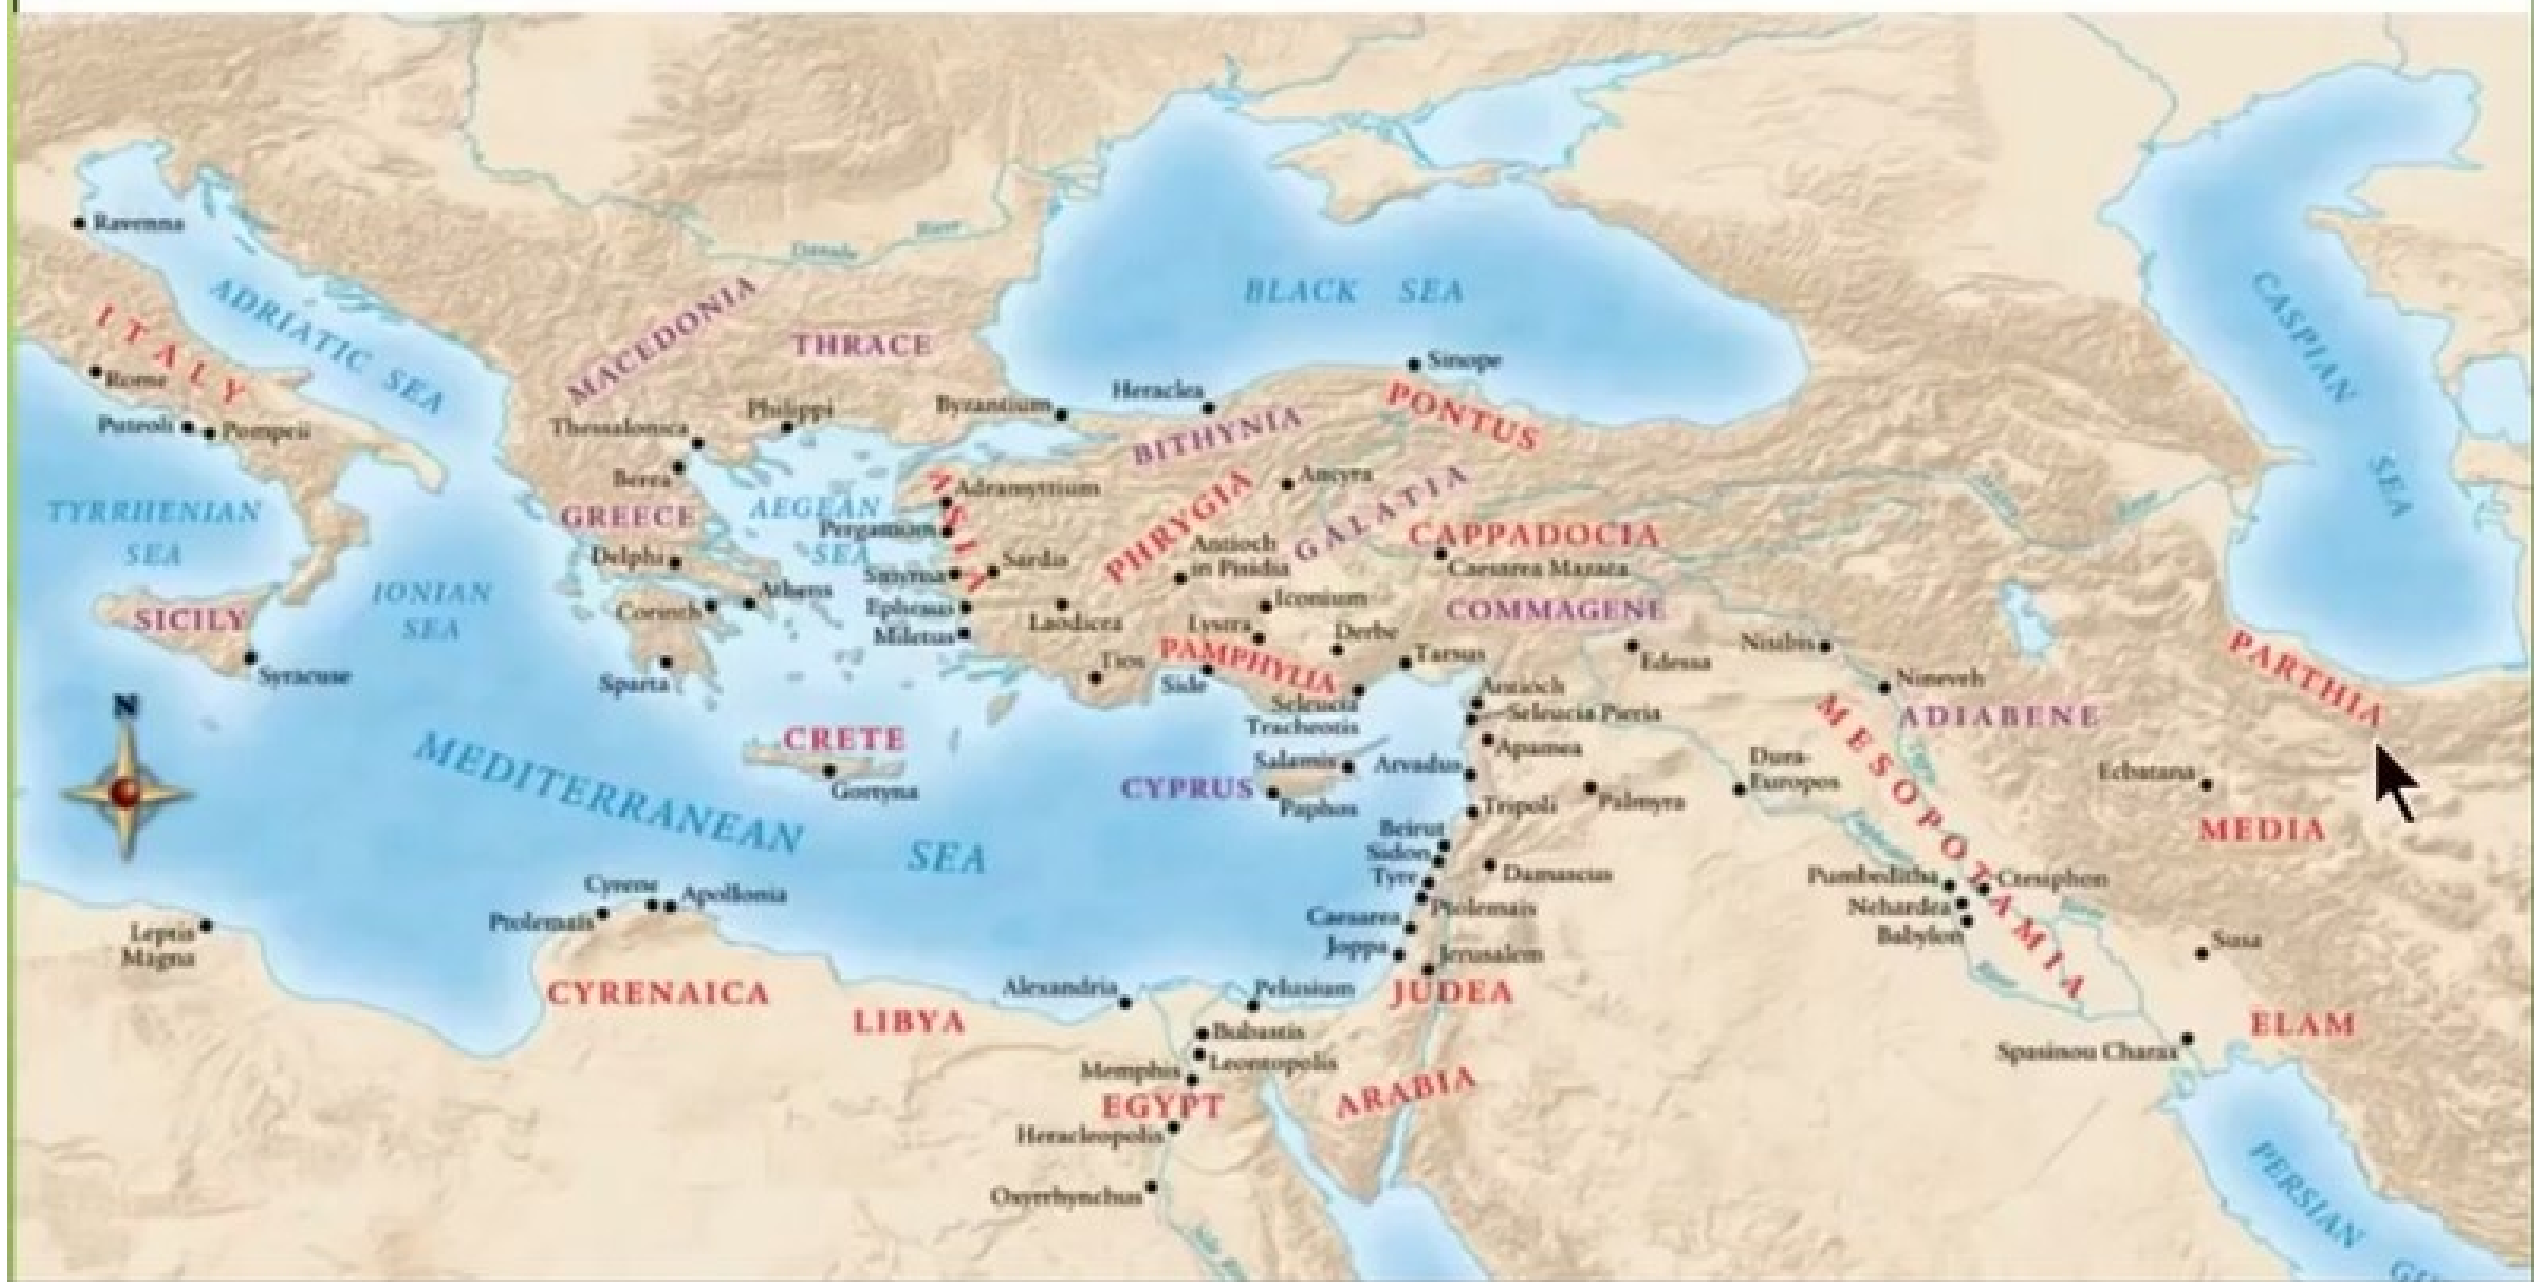 Ravenna
Danube
River
ADRIATIC SEA
MACEDONIA
THRACE
BLACK SEA
CASPIAN
SEA
ITALY
Rome
Puteoli
Pompeii
Thessalonica
Philippi
Byzantium
Heraclea
Sinope
PONTUS
BITHYNIA
Berea
GREECE
AEGEAN
SEA
ASIA
Adramyttium
Pergamum
PHRYGIA
Ancyra
GALATIA
CAPPADOCIA
Caesarea Mazaca
TYRRHENIAN
SEA
IONIAN
SEA
SICILY
Syracuse
Delphi
Athens
Corinth
Sparta
Smyrna
Sardis
Ephesus
Miletus
Laodicea
Antioch
in Pisidia
Iconium
Lystra
Derbe
COMMAGENE
PAMPHYLIA
Tarsus
Side
Seleucia
Tracheotis
Edessa
Nisibis
Nineveh
ADIABENE
PARTHIA
N
MEDITERRANEAN
SEA
CRETE
Gortyna
CYPRUS
Salamis
Paphos
Antioch
Seleucia Pieria
Apamea
Arvadus
Tripoli
Palmyra
Dura-
Europos
MESOPOTAMIA
Ecbatana
MEDIA
Beirut
Sidon
Tyre
Damascus
Ptolemais
Caesarea
Joppa
Jerusalem
JUDEA
Pumbeditha
Ctesiphon
Nehardea
Babylon
River
Susa
ELAM
Spasinou Charax
Leptis
Magna
Cyrene
Apollonia
Ptolemais
CYRENAICA
LIBYA
Alexandria
Pelusium
Bubastis
Leontopolis
Memphis
EGYPT
ARABIA
Heracleopolis
Oxyrrhynchus
PERSIAN